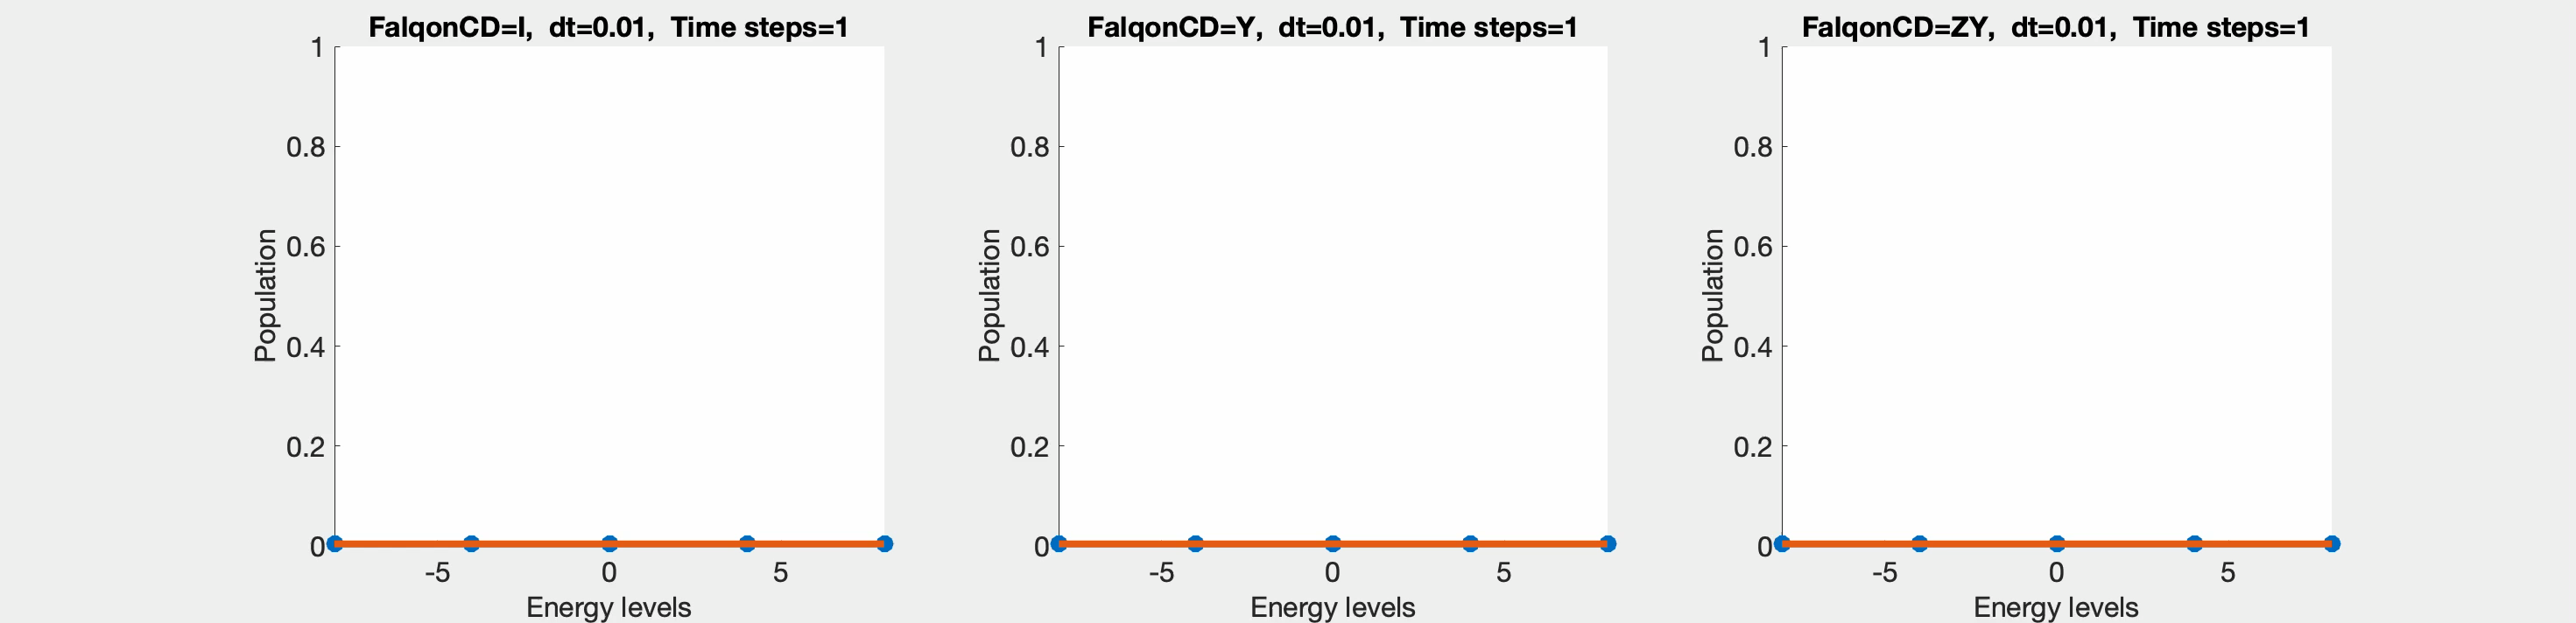 FalqonCD=I, dt=0.01, Time steps=1
1
0.8
0.6
0.4
0.2
0
Population
-5 0 5
Energy levels
FalqonCD=Y, dt=0.01, Time steps=1
1
0.8
0.6
0.4
0.2
0
Population
-5 0 5
Energy levels
FalqonCD=ZY, dt=0.01, Time steps=1
1
0.8
0.6
0.4
0.2
0
Population
-5 0 5
Energy levels